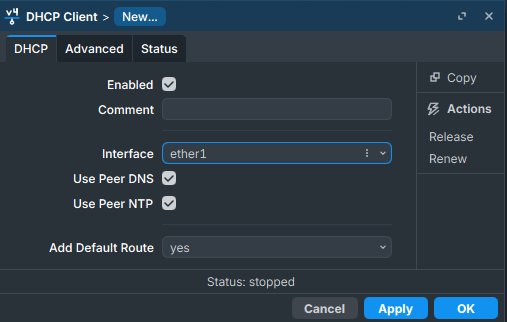 v4 DHCP Client > New...
DHCP Advanced Status
Enabled
Comment
Interface ether1
Use Peer DNS
Use Peer NTP
Add Default Route yes
Copy
Actions
Release
Renew
Status: stopped
Cancel Apply OK